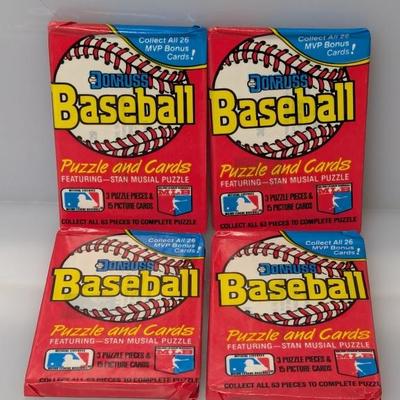 Collect All 26
MVP Bonus
Cards!
DONRUSS
Baseball
Puzzle and Cards
FEATURING—STAN MUSIAL PUZZLE
3 PUZZLE PIECES &
15 PICTURE CARDS
COLLECT ALL 63 PIECES TO COMPLETE PUZZLE
Collect All 26
MVP Bonus
Cards!
DONRUSS
Baseball
Puzzle and Cards
FEATURING—STAN MUSIAL PUZZLE
3 PUZZLE PIECES &
15 PICTURE CARDS
COLLECT ALL 63 PIECES TO COMPLETE PUZZLE
Collect All 26
MVP Bonus
Cards!
DONRUSS
Baseball
Puzzle and Cards
FEATURING—STAN MUSIAL PUZZLE
3 PUZZLE PIECES &
15 PICTURE CARDS
COLLECT ALL 63 PIECES TO COMPLETE PUZZLE
Collect All 26
MVP Bonus
Cards!
DONRUSS
Baseball
Puzzle and Cards
FEATURING—STAN MUSIAL PUZZLE
3 PUZZLE PIECES &
15 PICTURE CARDS
COLLECT ALL 63 PIECES TO COMPLETE PUZZLE